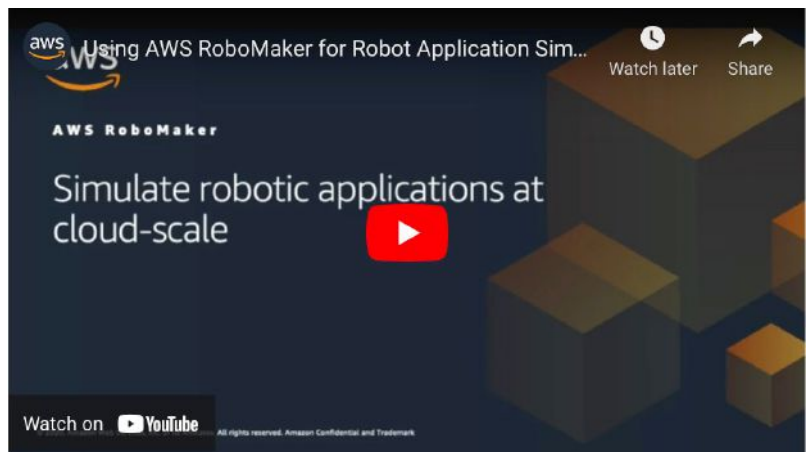 aws
Using AWS RoboMaker for Robot Application Sim...
Watch later
Share
aws
AWS RoboMaker
Simulate robotic applications at
cloud-scale
Watch on YouTube
All rights reserved. Amazon Confidential and Trademark